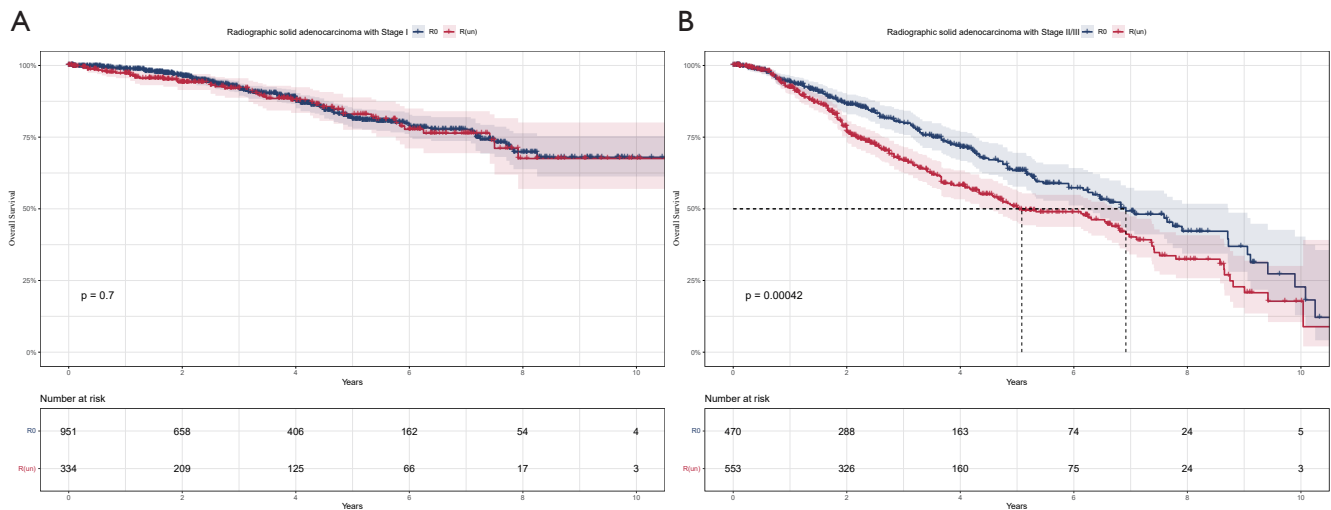 A
Radiographic solid adenocarcinoma with Stage I R0 R(un)
100%
75%
50%
25%
0%
Overall Survival
p = 0.7
0 2 4 6 8 10
Years
Number at risk
R0 951 658 406 162 54 4
R(un) 334 209 125 66 17 3
0 2 4 6 8 10
Years
B
Radiographic solid adenocarcinoma with Stage II/III R0 R(un)
100%
75%
50%
25%
0%
Overall Survival
p = 0.00042
0 2 4 6 8 10
Years
Number at risk
R0 470 288 163 74 24 5
R(un) 553 326 160 75 24 3
0 2 4 6 8 10
Years